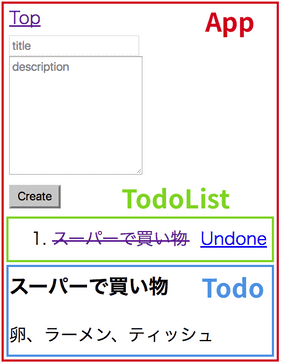 Top
App
title
description
Create
TodoList
1. スーパーで買い物 Undone
スーパーで買い物
Todo
卵、ラーメン、ティッシュ